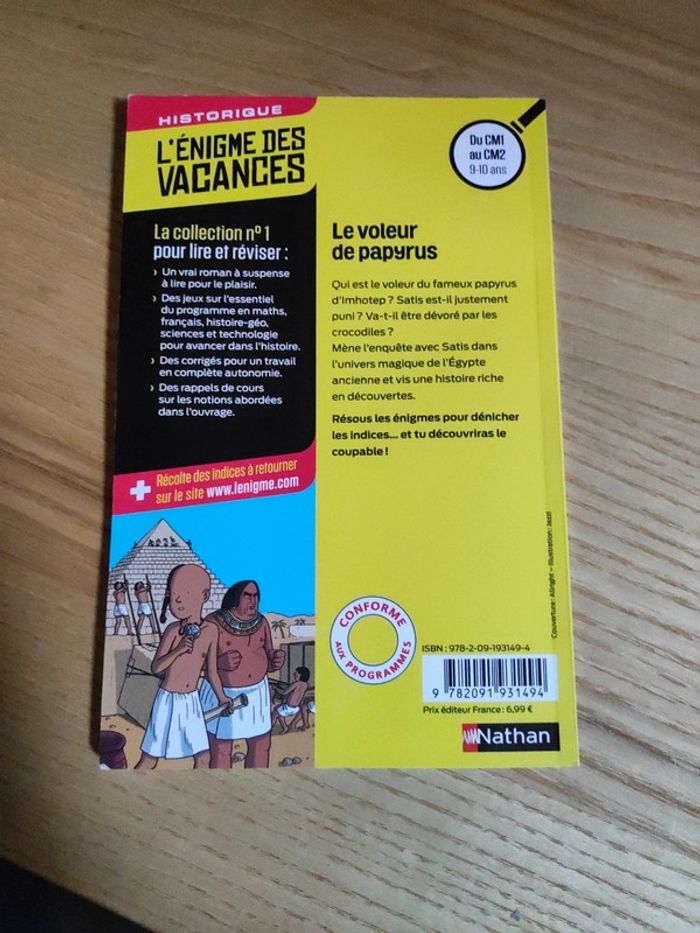 HISTORIQUE
L'ÉNIGME DES
VACANCES
La collection nº 1
pour lire et réviser :
› Un vrai roman à suspense
à lire pour le plaisir.
› Des jeux sur l'essentiel
du programme en maths,
français, histoire-géo,
sciences et technologie
pour avancer dans l'histoire.
› Des corrigés pour un travail
en complète autonomie.
› Des rappels de cours
sur les notions abordées
dans l'ouvrage.
+ Récolte des indices à retourner
sur le site www.lenigme.com
Du CM1
au CM2
9-10 ans
Le voleur
de papyrus
Qui est le voleur du fameux papyrus
d'Imhotep ? Satis est-il justement
puni ? Va-t-il être dévoré par les
crocodiles ?
Mène l'enquête avec Satis dans
l'univers magique de l'Égypte
ancienne et vis une histoire riche
en découvertes.
Résous les énigmes pour dénicher
les indices... et tu découvriras le
coupable !
CONFORME
AUX PROGRAMMES
ISBN : 978-2-09-193149-4
9 782091 931494
Prix éditeur France : 6,99 €
Nathan
Couverture : Albright – Illustration : Jazzi